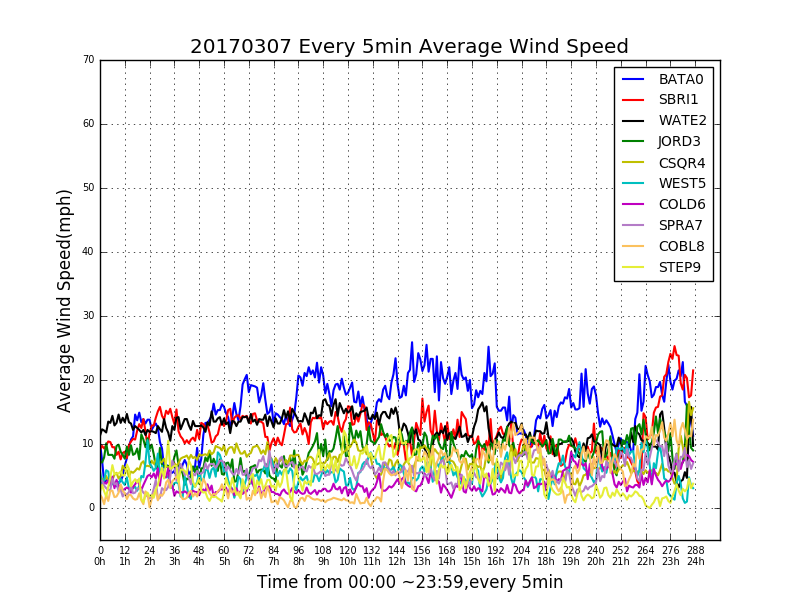 20170307 Every 5min Average Wind Speed
70
60
50
40
30
20
10
0
Average Wind Speed(mph)
BATA0
SBRI1
WATE2
JORD3
CSQR4
WEST5
COLD6
SPRA7
COBL8
STEP9
0 12 24 36 48 60 72 84 96 108 120 132 144 156 168 180 192 204 216 228 240 252 264 276 288
0h 1h 2h 3h 4h 5h 6h 7h 8h 9h 10h 11h 12h 13h 14h 15h 16h 17h 18h 19h 20h 21h 22h 23h 24h
Time from 00:00 ~23:59,every 5min